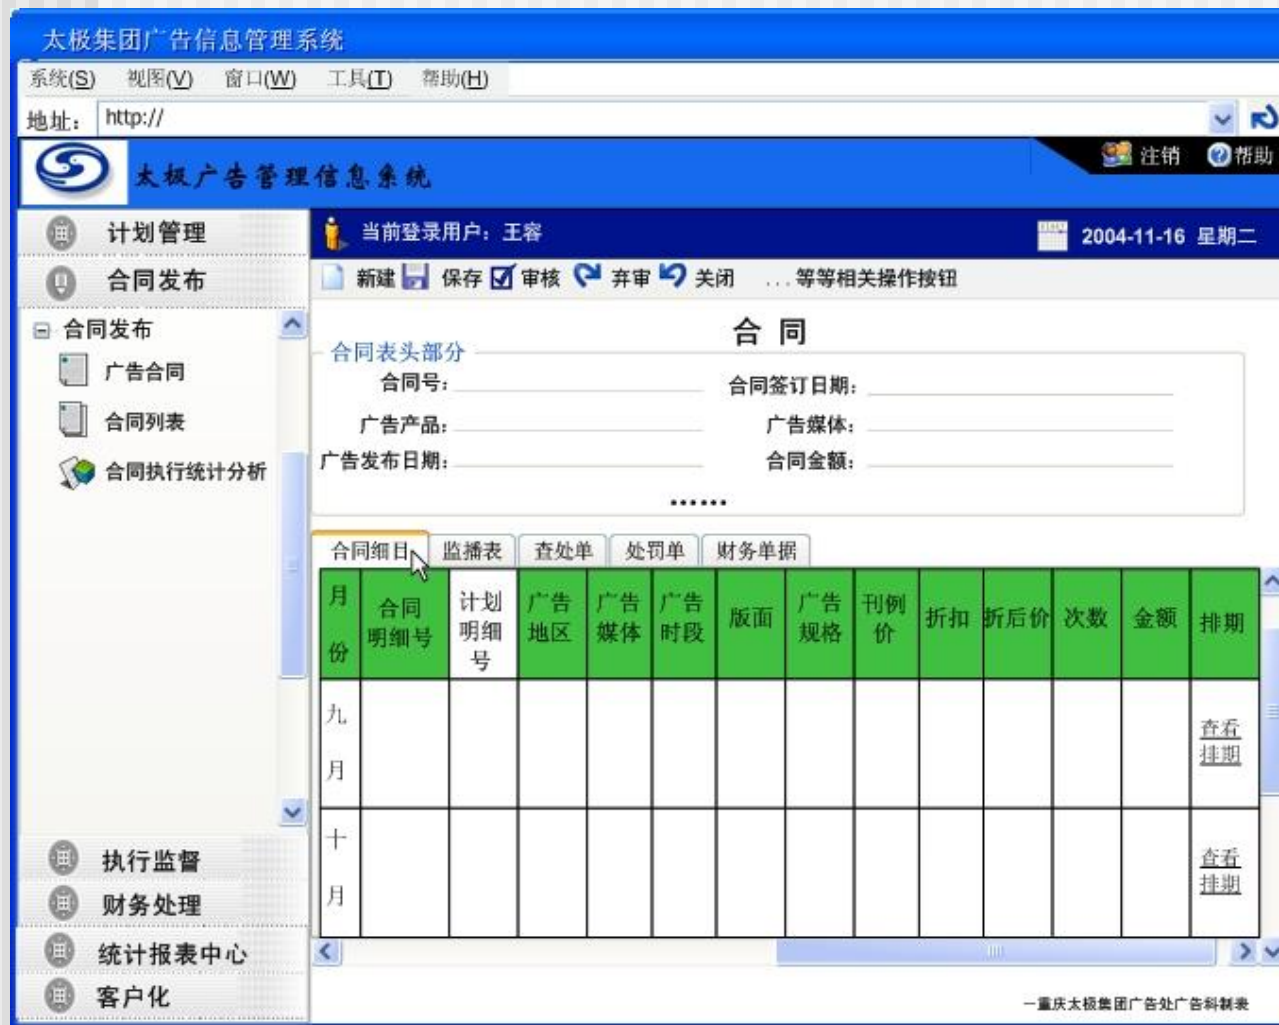 太极集团广告信息管理系统
系统(S) 视图(V) 窗口(W) 工具(T) 帮助(H)
地址: http://
太极广告管理信息系统
注销 帮助
计划管理
当前登录用户: 王容
2004-11-16 星期二
合同发布
新建 保存 审核 弃审 关闭 ...等等相关操作按钮
合同发布
广告合同
合同列表
合同执行统计分析
合同
合同表头部分
合同号: 合同签订日期:
广告产品: 广告媒体:
广告发布日期: 合同金额:
......
合同细目 监播表 查处单 处罚单 财务单据
月份 合同明细号 计划明细号 广告地区 广告媒体 广告时段 版面 广告规格 刊例价 折扣 折后价 次数 金额 排期
九月 查看排期
十月 查看排期
执行监督
财务处理
统计报表中心
客户化
一重庆太极集团广告处广告科制表